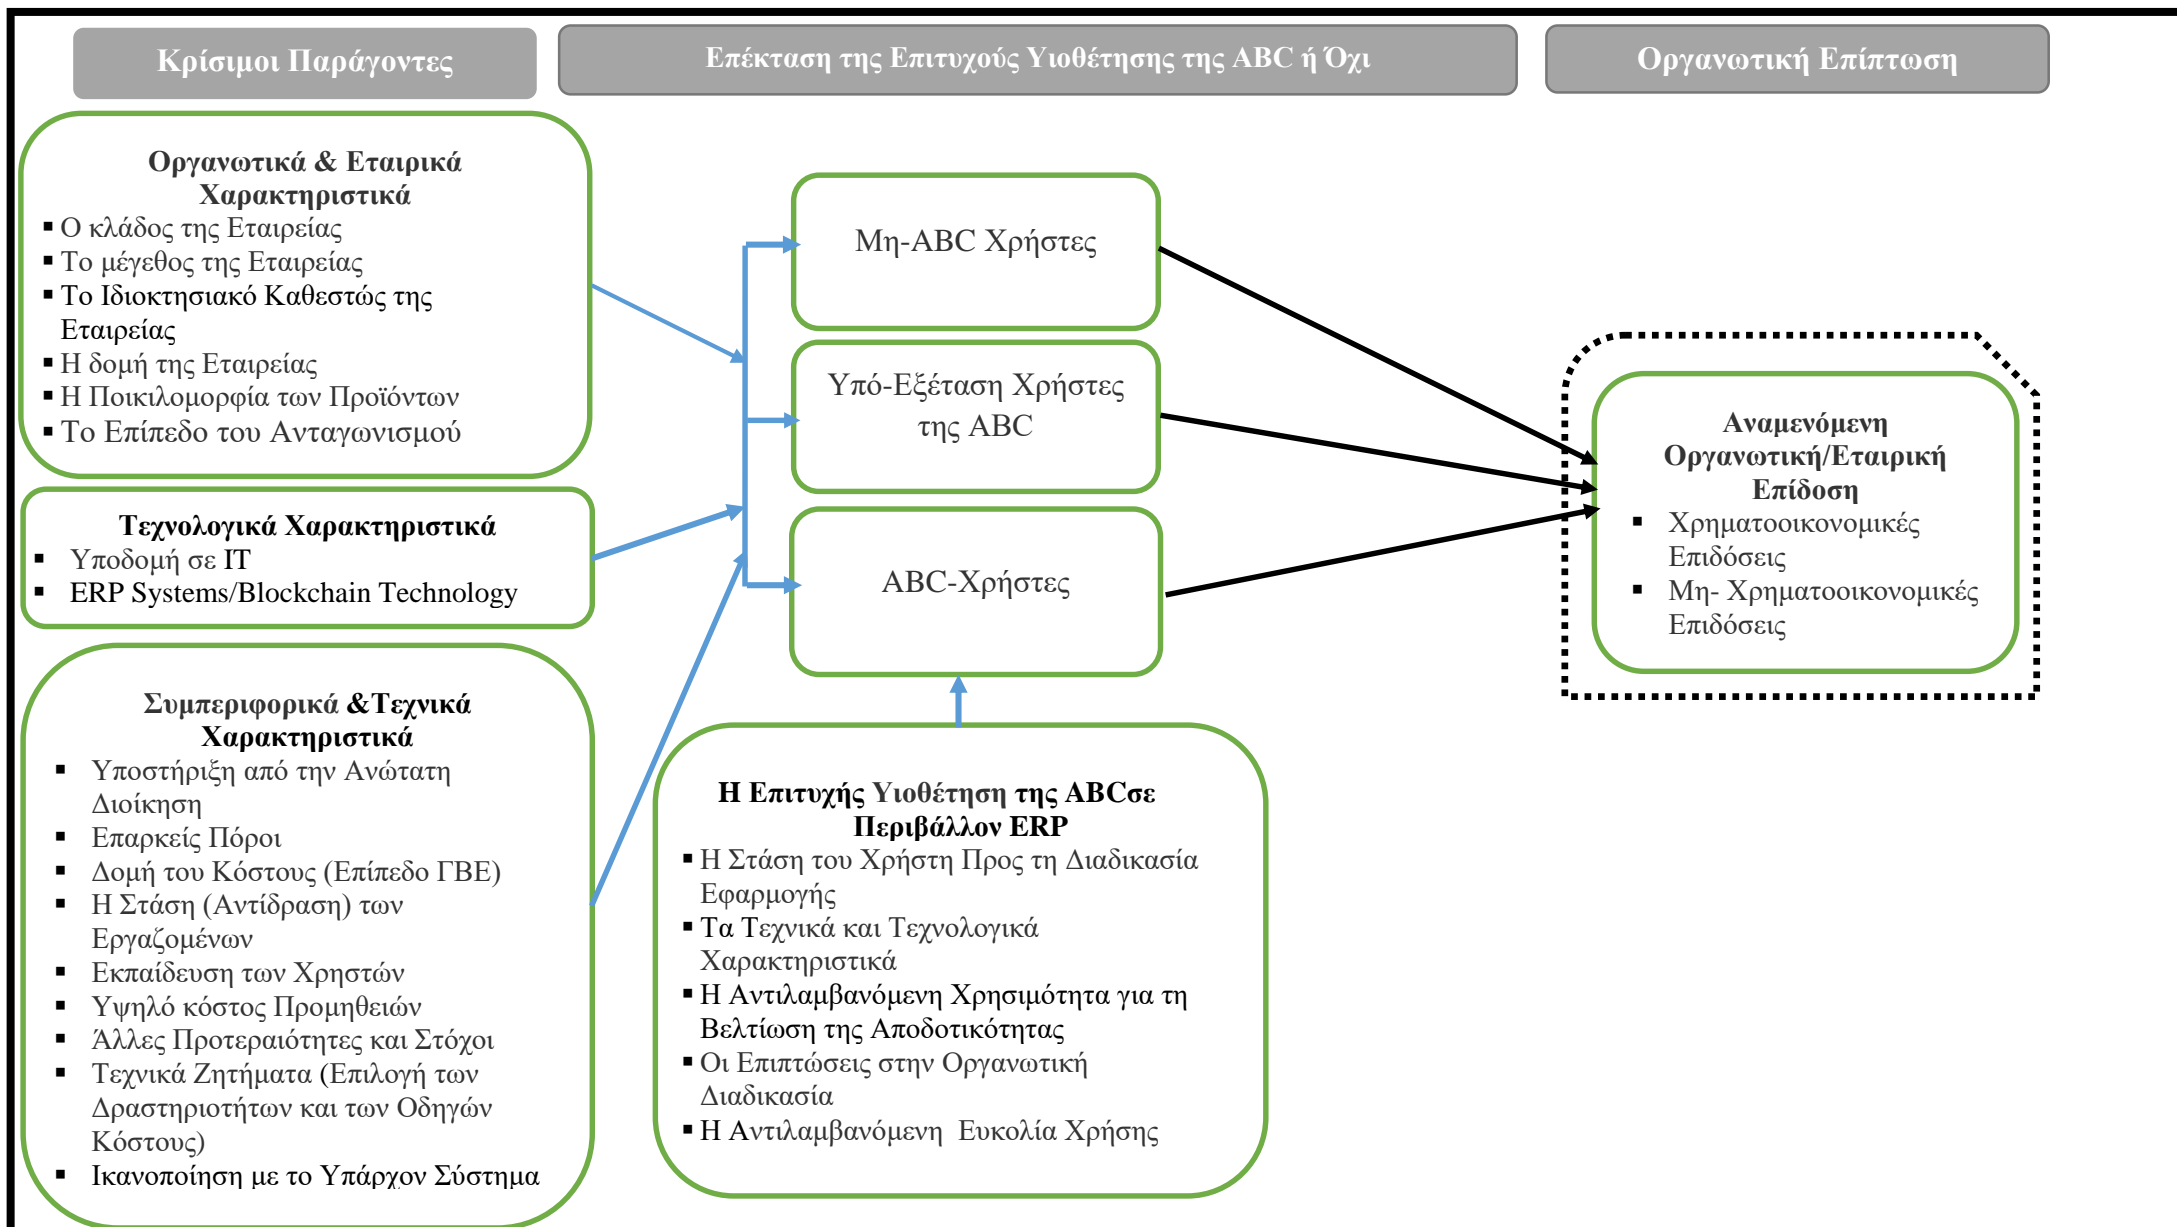 Κρίσιμοι Παράγοντες
Επέκταση της Επιτυχούς Υιοθέτησης της ABC ή Όχι
Οργανωτική Επίπτωση
Οργανωτικά & Εταιρικά
Χαρακτηριστικά
▪ Ο κλάδος της Εταιρείας
▪ Το μέγεθος της Εταιρείας
▪ Το Ιδιοκτησιακό Καθεστώς της
Εταιρείας
▪ Η δομή της Εταιρείας
▪ Η Ποικιλομορφία των Προϊόντων
▪ Το Επίπεδο του Ανταγωνισμού
Τεχνολογικά Χαρακτηριστικά
▪ Υποδομή σε IT
▪ ERP Systems/Blockchain Technology
Συμπεριφορικά &Τεχνικά
Χαρακτηριστικά
▪ Υποστήριξη από την Ανώτατη
Διοίκηση
▪ Επαρκείς Πόροι
▪ Δομή του Κόστους (Επίπεδο ΓΒΕ)
▪ Η Στάση (Αντίδραση) των
Εργαζομένων
▪ Εκπαίδευση των Χρηστών
▪ Υψηλό κόστος Προμηθειών
▪ Άλλες Προτεραιότητες και Στόχοι
▪ Τεχνικά Ζητήματα (Επιλογή των
Δραστηριοτήτων και των Οδηγών
Κόστους)
▪ Ικανοποίηση με το Υπάρχον Σύστημα
Μη-ABC Χρήστες
Υπό-Εξέταση Χρήστες
της ABC
ABC-Χρήστες
Η Επιτυχής Υιοθέτηση της ABCσε
Περιβάλλον ERP
▪ Η Στάση του Χρήστη Προς τη Διαδικασία
Εφαρμογής
▪ Τα Τεχνικά και Τεχνολογικά
Χαρακτηριστικά
▪ Η Αντιλαμβανόμενη Χρησιμότητα για τη
Βελτίωση της Αποδοτικότητας
▪ Οι Επιπτώσεις στην Οργανωτική
Διαδικασία
▪ Η Αντιλαμβανόμενη Ευκολία Χρήσης
Αναμενόμενη
Οργανωτική/Εταιρική
Επίδοση
▪ Χρηματοοικονομικές
Επιδόσεις
▪ Μη- Χρηματοοικονομικές
Επιδόσεις